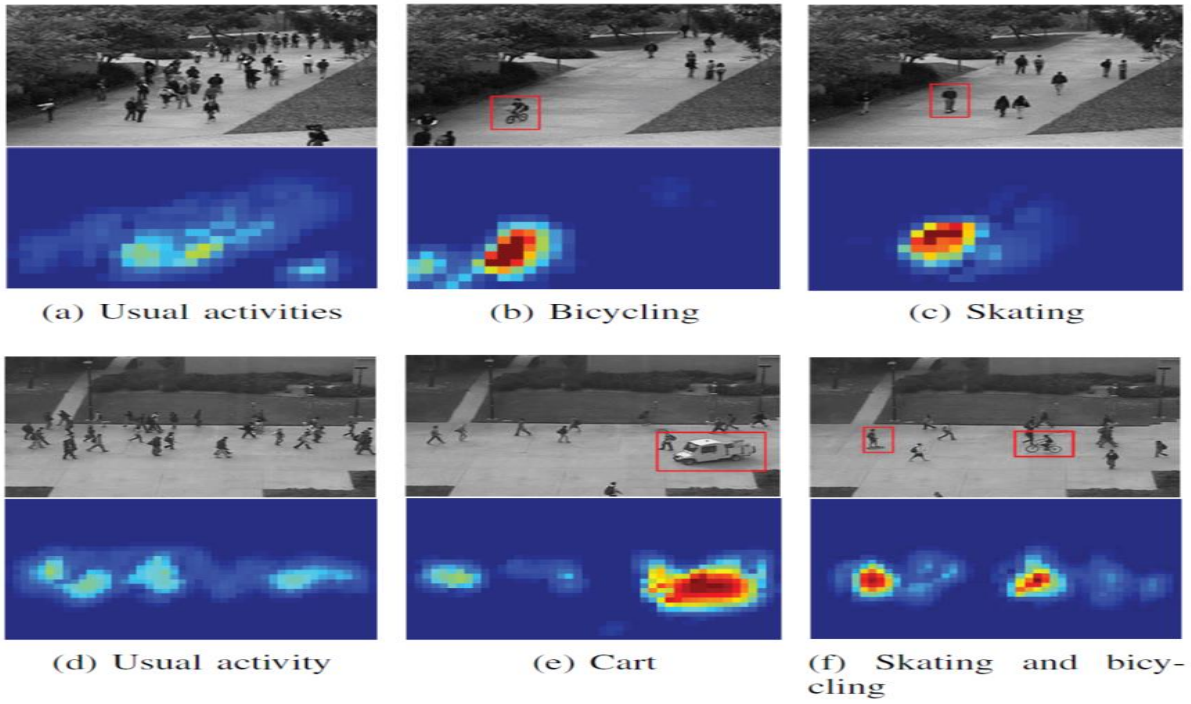 (a) Usual activities
(b) Bicycling
(c) Skating
(d) Usual activity
(e) Cart
(f) Skating and bicy-
cling